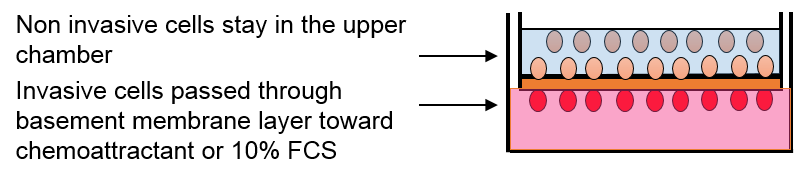 Non invasive cells stay in the upper
chamber
Invasive cells passed through
basement membrane layer toward
chemoattractant or 10% FCS